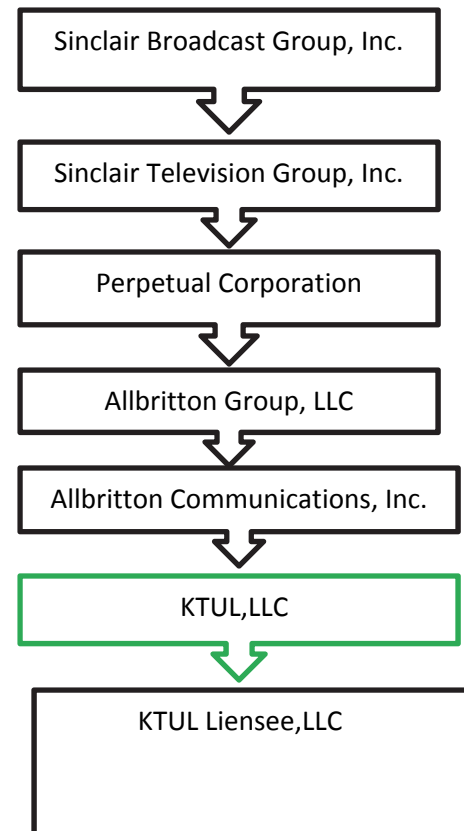 Sinclair Broadcast Group, Inc.
Sinclair Television Group, Inc.
Perpetual Corporation
Allbritton Group, LLC
Allbritton Communications, Inc.
KTUL,LLC
KTUL Liensee,LLC